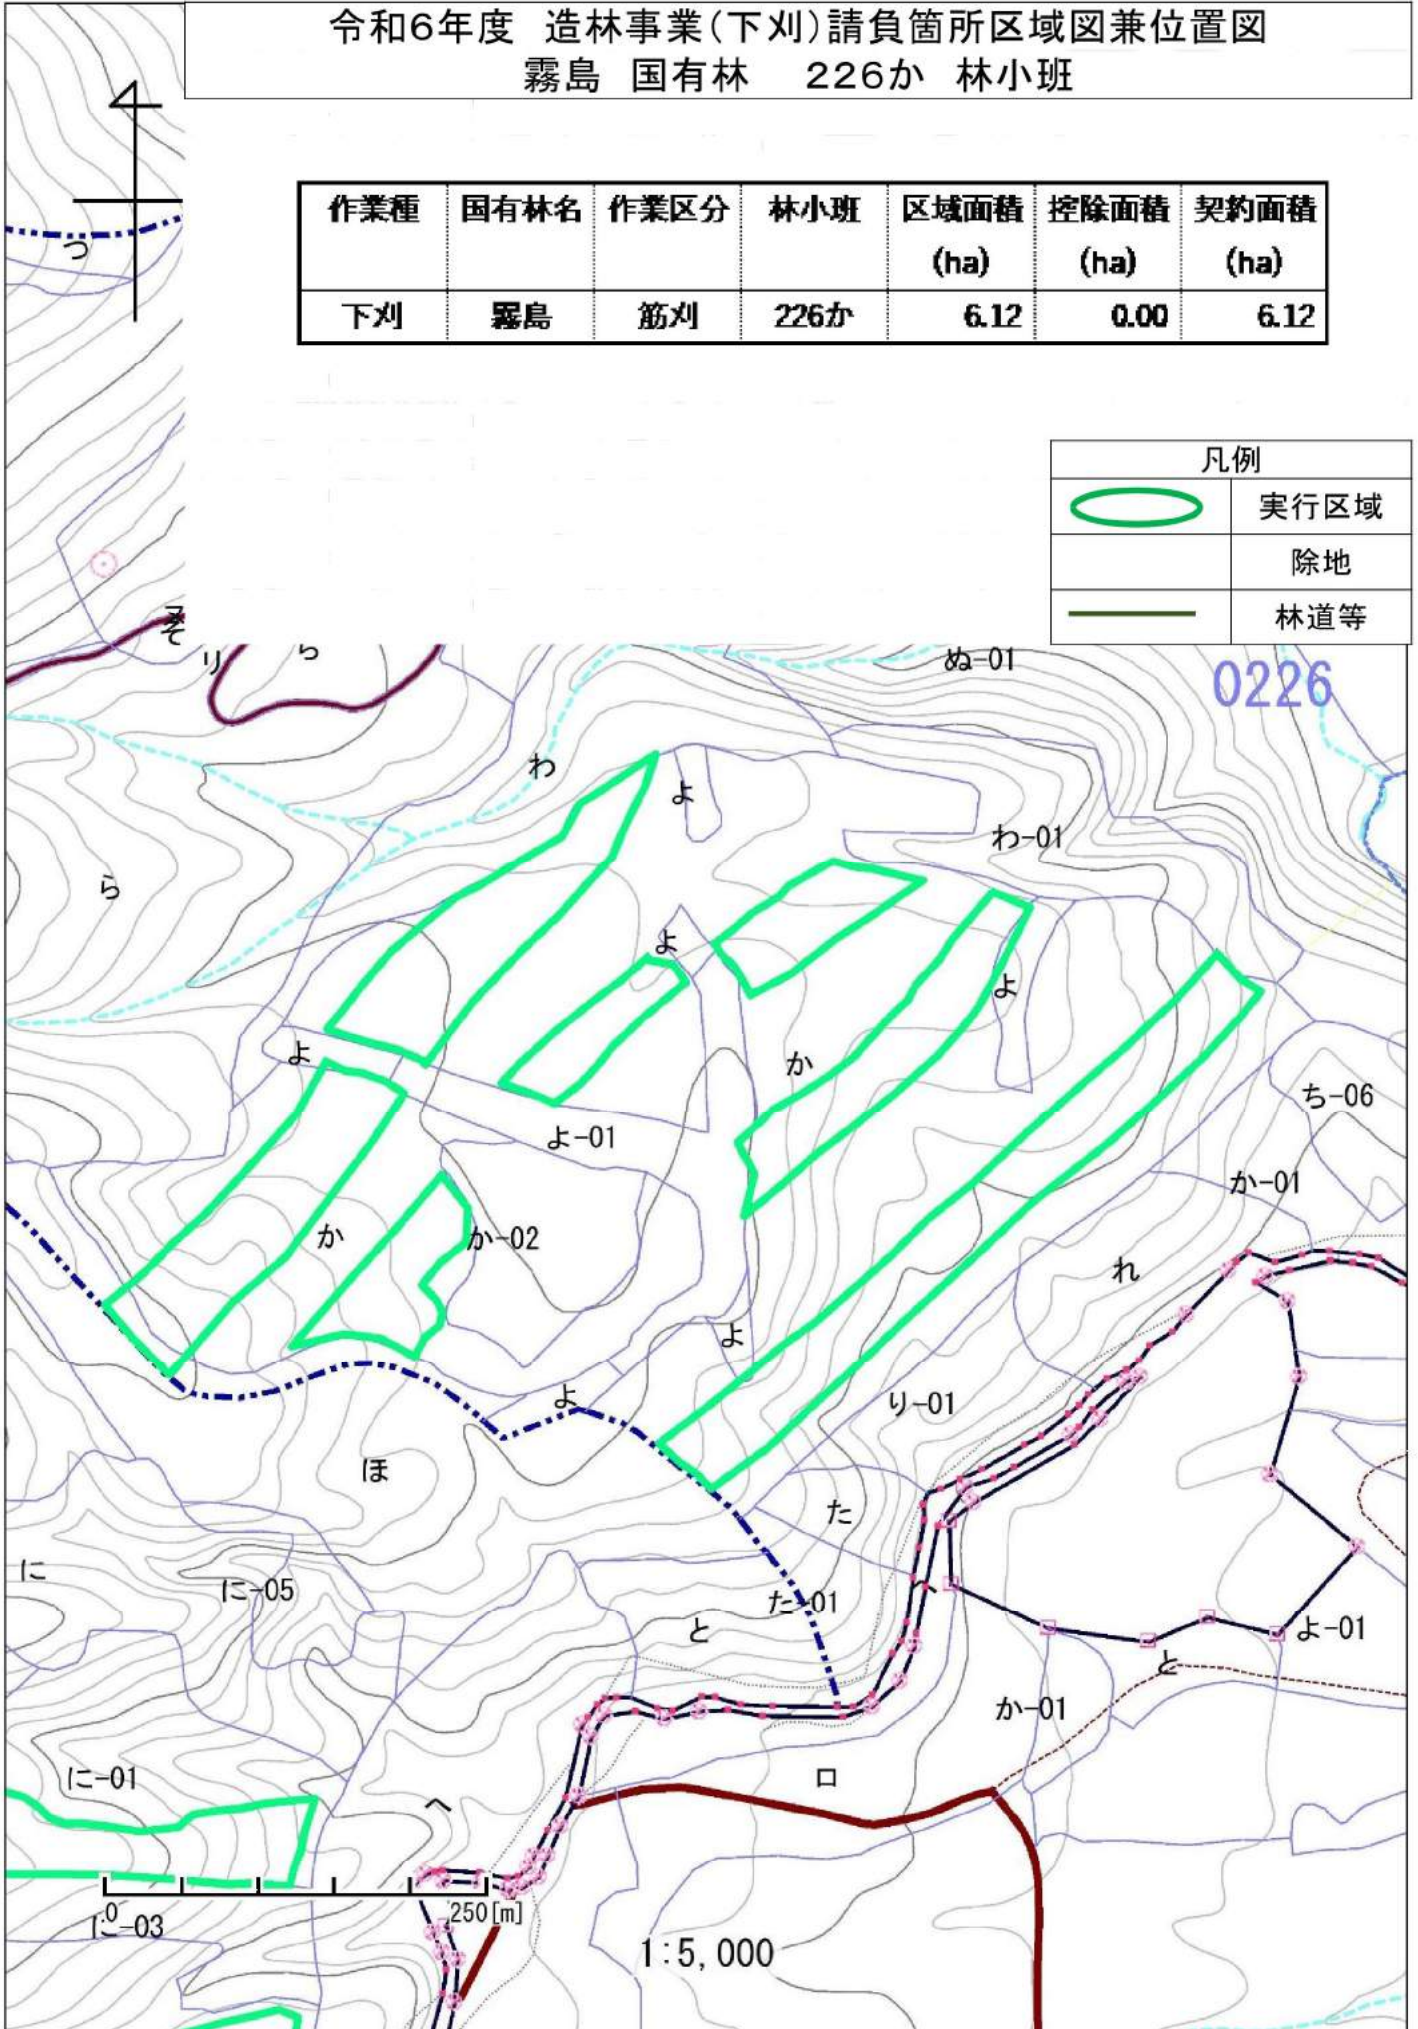 令和6年度 造林事業(下刈)請負箇所区域図兼位置図
霧島 国有林 226か 林小班
作業種 国有林名 作業区分 林小班 区域面積 控除面積 契約面積
(ha) (ha) (ha)
下刈 霧島 筋刈 226か 6.12 0.00 6.12
つ
凡例
実行区域
除地
林道等
そ
リ
ら
ぬ-01
0226
わ
よ
わ-01
ら
よ
よ
よ
か
ち-06
よ-01
か-01
か
か-02
れ
よ
よ
り-01
ほ
た
に
に-05
た-01
と
へ
よ-01
と
か-01
に-01
ロ
へ
0
250[m]
に-03
1:5,000